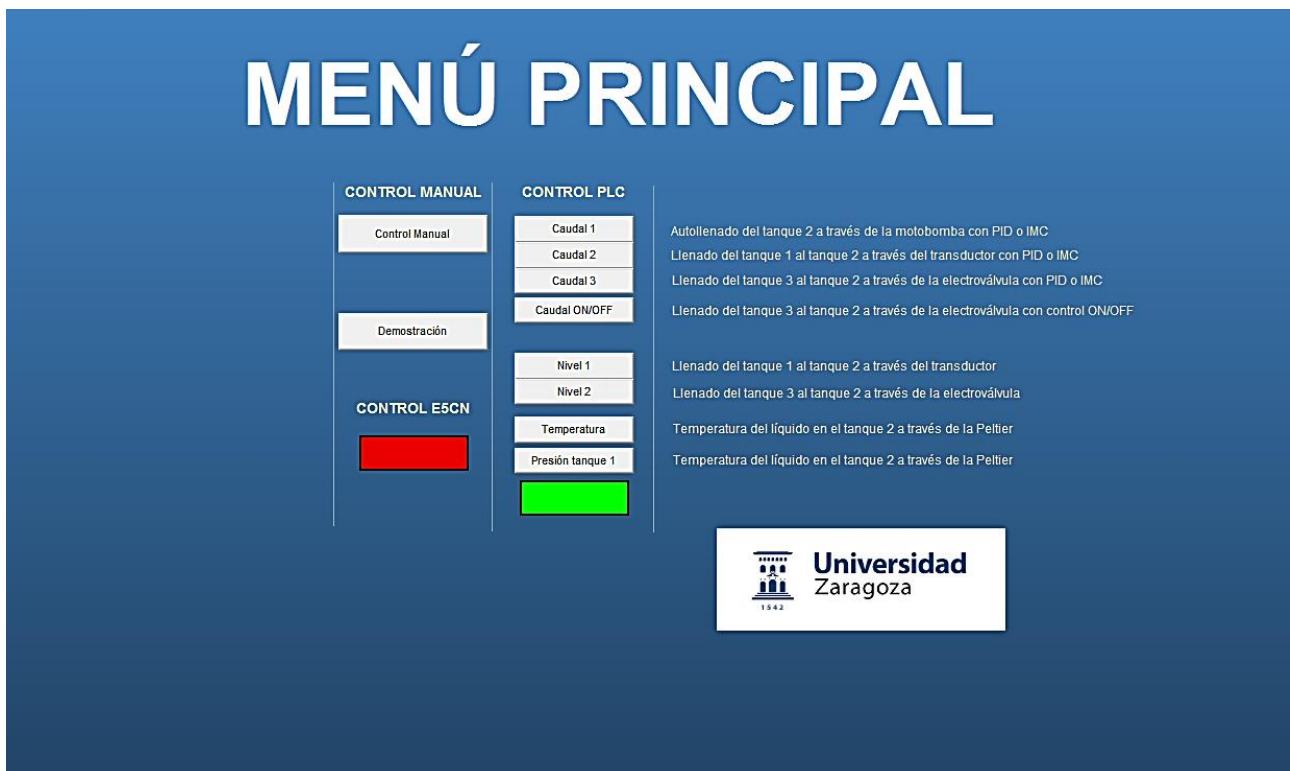 MENÚ PRINCIPAL
CONTROL MANUAL
Control Manual
Demostración
CONTROL E5CN
CONTROL PLC
Caudal 1
Autollenado del tanque 2 a través de la motobomba con PID o IMC
Caudal 2
Llenado del tanque 1 al tanque 2 a través del transductor con PID o IMC
Caudal 3
Llenado del tanque 3 al tanque 2 a través de la electroválvula con PID o IMC
Caudal ON/OFF
Llenado del tanque 3 al tanque 2 a través de la electroválvula con control ON/OFF
Nivel 1
Llenado del tanque 1 al tanque 2 a través del transductor
Nivel 2
Llenado del tanque 3 al tanque 2 a través de la electroválvula
Temperatura
Temperatura del líquido en el tanque 2 a través de la Peltier
Presión tanque 1
Temperatura del líquido en el tanque 2 a través de la Peltier
Universidad
Zaragoza
1542